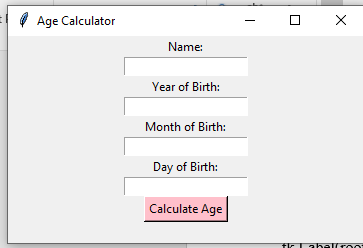 Age Calculator
Name:
Year of Birth:
Month of Birth:
Day of Birth:
Calculate Age